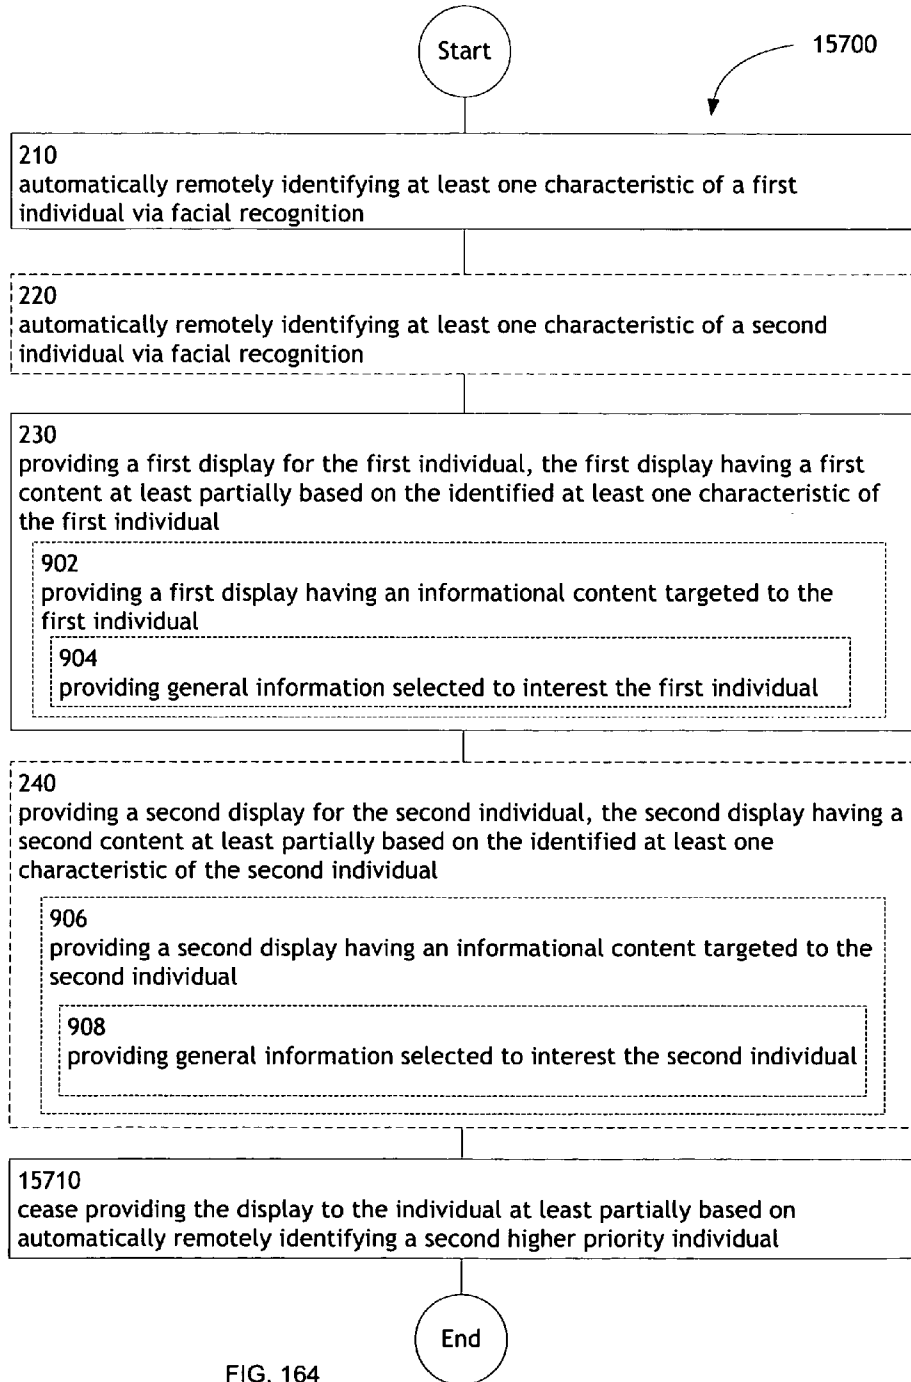 Start
15700
210
automatically remotely identifying at least one characteristic of a first
individual via facial recognition
220
automatically remotely identifying at least one characteristic of a second
individual via facial recognition
230
providing a first display for the first individual, the first display having a first
content at least partially based on the identified at least one characteristic of
the first individual
902
providing a first display having an informational content targeted to the
first individual
904
providing general information selected to interest the first individual
240
providing a second display for the second individual, the second display having a
second content at least partially based on the identified at least one
characteristic of the second individual
906
providing a second display having an informational content targeted to the
second individual
908
providing general information selected to interest the second individual
15710
cease providing the display to the individual at least partially based on
automatically remotely identifying a second higher priority individual
End
FIG. 164